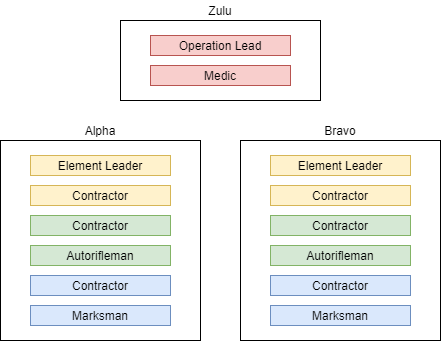 Zulu
Operation Lead
Medic
Alpha
Element Leader
Contractor
Contractor
Autorifleman
Contractor
Marksman
Bravo
Element Leader
Contractor
Contractor
Autorifleman
Contractor
Marksman